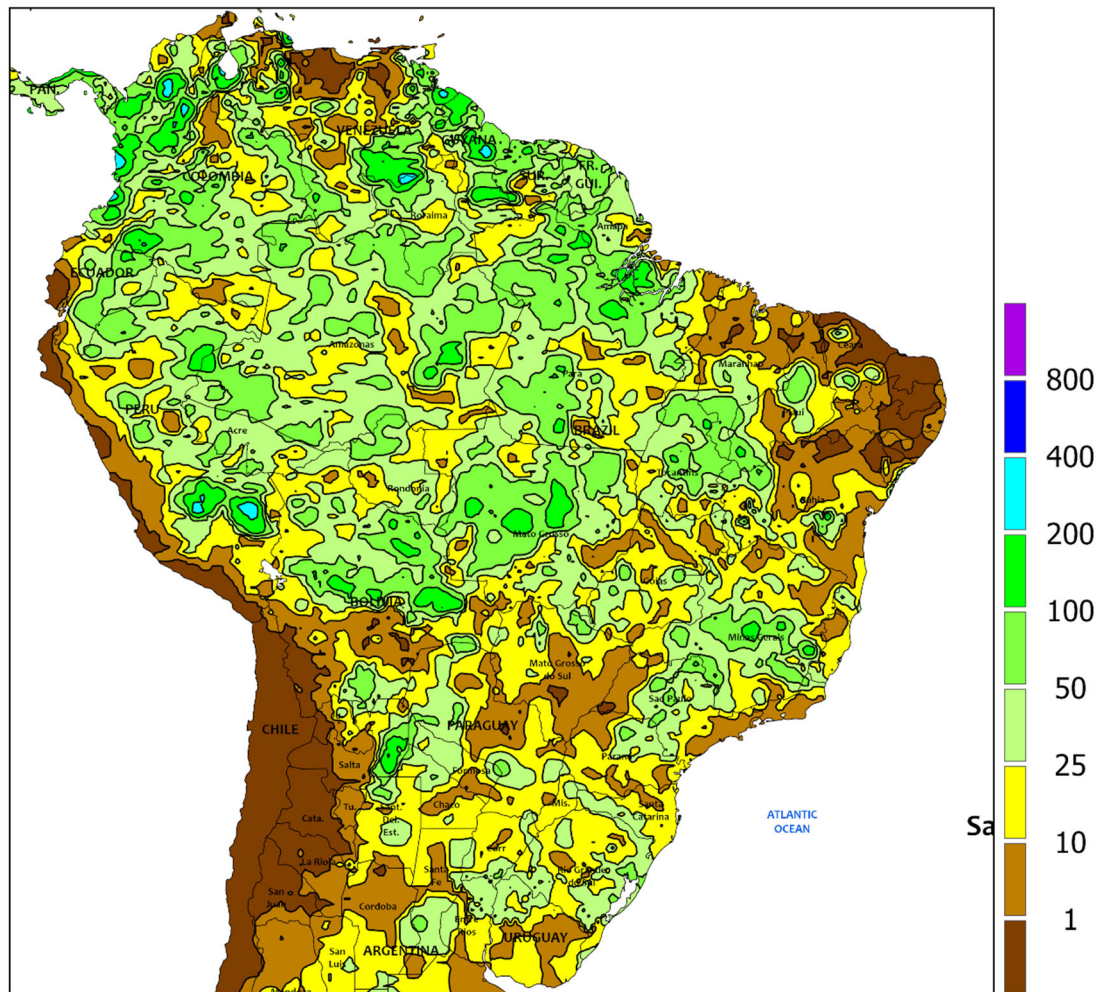 PAN.
VENEZUELA
GUYANA
COLOMBIA
SUR.
FR.
GUI.
Roraima
Amapa
ECUADOR
Amazonas
Ceara
Maranhao
Para
PERU
Piaui
Acre
BRAZIL
Tocantins
Rondonia
Bahia
Mato Grosso
Goias
BOLIVIA
Minas Gerais
Mato Grosso
do Sul
Sao Paulo
CHILE
PARAGUAY
Parana
Salta
Formosa
Tu.
Sant.
Del.
Est.
Chaco
Mis.
Santa
Catarina
Cata.
Corr
La Rioja
Santa
Fe
Rio Grande
do Sul
San
Juan
Cordoba
Entre
Rios
URUGUAY
ARGENTINA
San
Luis
Mendoza
ATLANTIC
OCEAN
Sa
800
400
200
100
50
25
10
1